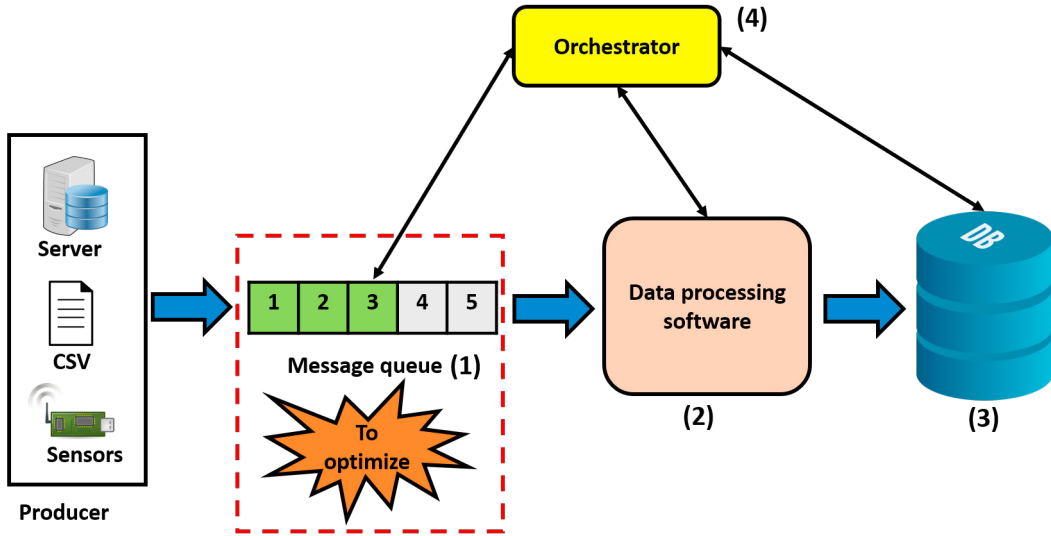 (4)
Orchestrator
Server
CSV
Sensors
Producer
1 2 3 4 5
Message queue (1)
To
optimize
Data processing
software
(2)
DB
(3)